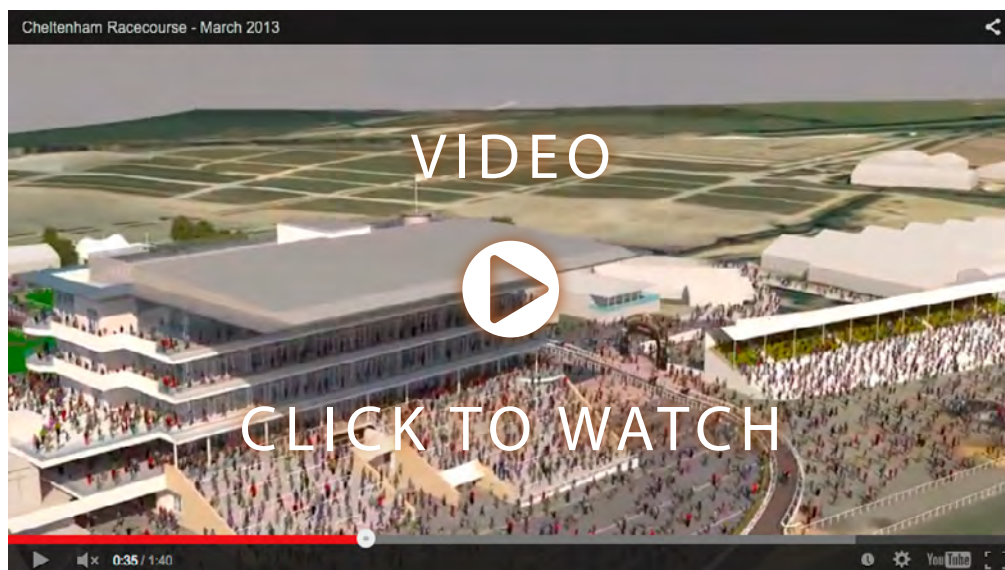 Cheltenham Racecourse - March 2013
VIDEO
CLICK TO WATCH
0:35 / 1:40
YouTube